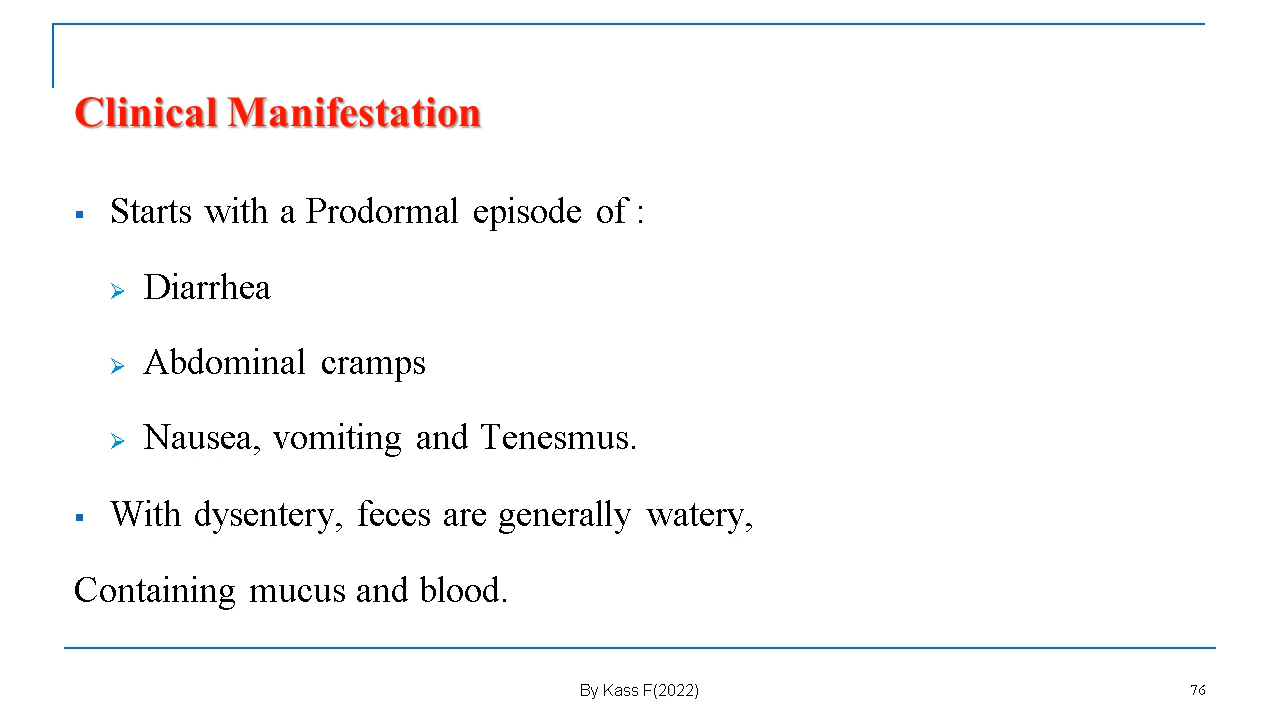 Clinical Manifestation
▪ Starts with a Prodormal episode of :
➢ Diarrhea
➢ Abdominal cramps
➢ Nausea, vomiting and Tenesmus.
▪ With dysentery, feces are generally watery,
Containing mucus and blood.
By Kass F(2022)
76